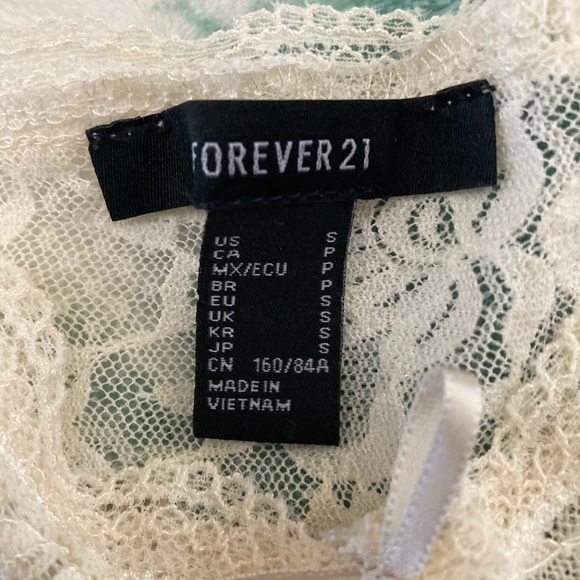 FOREVER 21
US S
CA P
MX/ECU P
BR P
EU S
UK S
KR S
JP S
CN 160/84A
MADE IN
VIETNAM